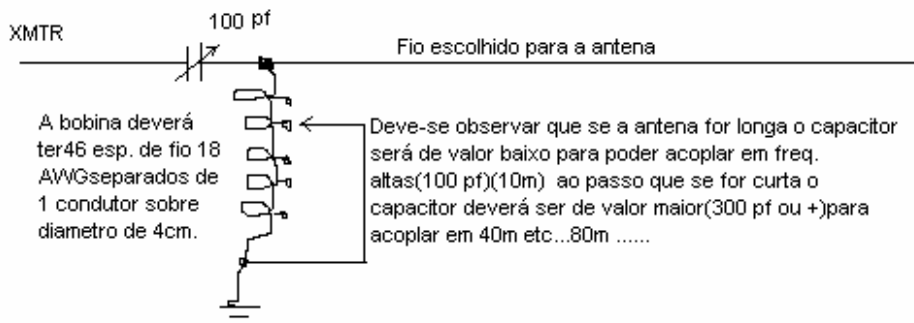 100 pf
XMTR
Fio escolhido para a antena
A bobina deverá
ter46 esp. de fio 18
AWGseparados de
1 condutor sobre
diametro de 4cm.
Deve-se observar que se a antena for longa o capacitor
será de valor baixo para poder acoplar em freq.
altas(100 pf)(10m) ao passo que se for curta o
capacitor deverá ser de valor maior(300 pf ou +)para
acoplar em 40m etc...80m ......